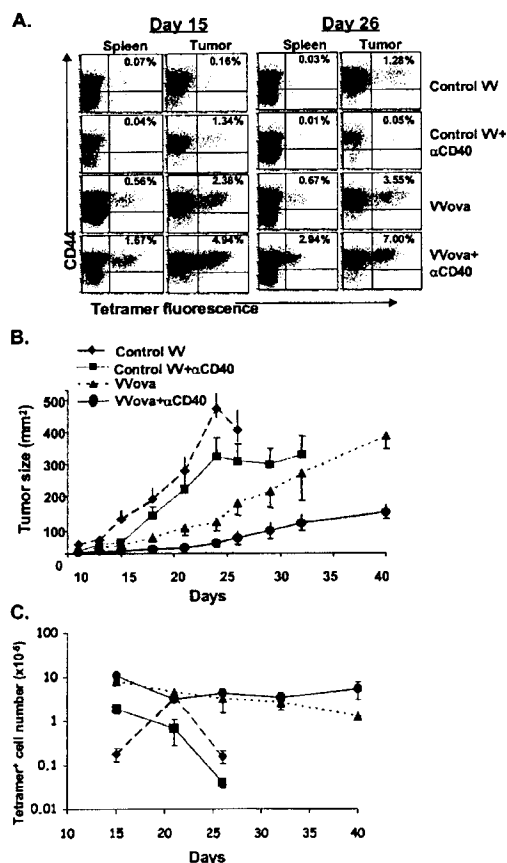 A.
Day 15 Day 26
Spleen Tumor Spleen Tumor
0.07% 0.16% 0.03% 1.28% Control VV
0.04% 1.34% 0.01% 0.05% Control VV+ αCD40
0.56% 2.38% 0.67% 3.55% VVova
1.67% 4.94% 2.94% 7.00% VVova+ αCD40
CD44
Tetramer fluorescence
B.
Control VV
Control VV+αCD40
VVova
VVova+αCD40
Tumor size (mm²)
500
400
300
200
100
0
10 15 20 25 30 35 40
Days
C.
Tetramer⁺ cell number (x10⁻⁶)
100
10
1
0.1
0.01
10 15 20 25 30 35 40
Days